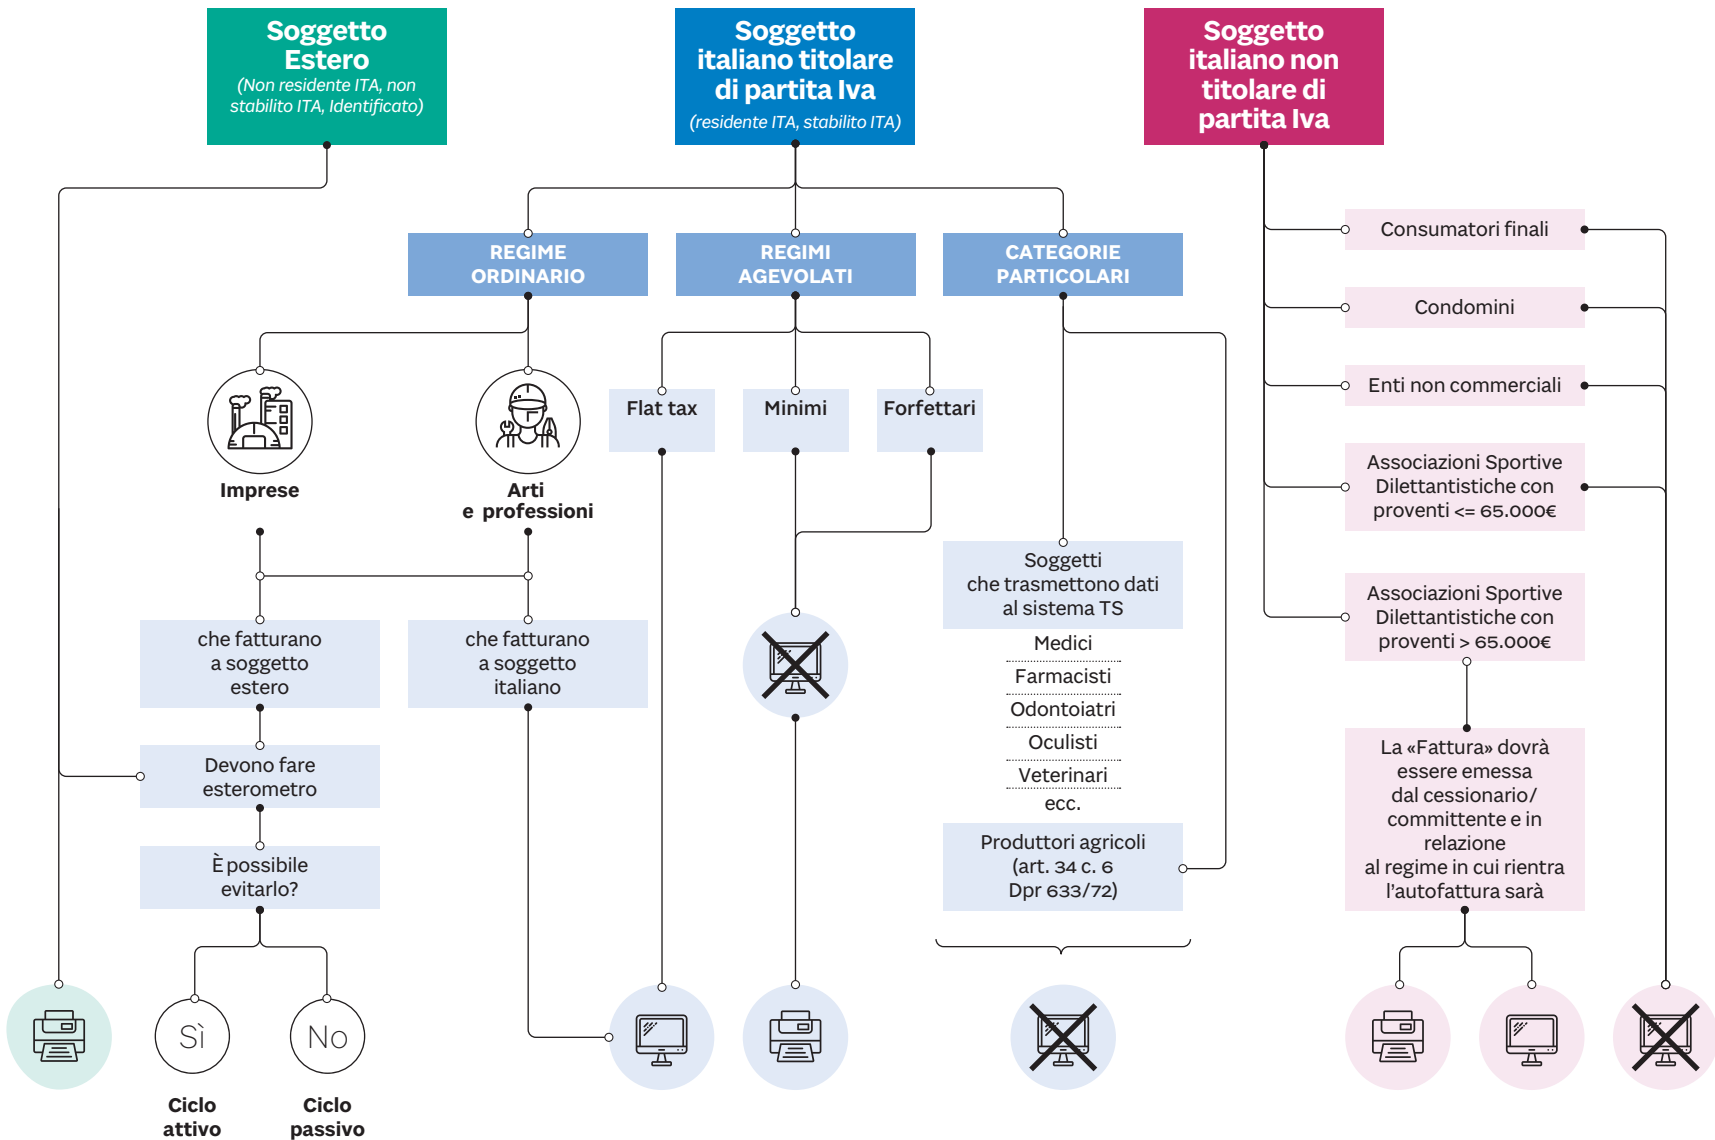 Soggetto
Estero
(Non residente ITA, non
stabilito ITA, Identificato)
Soggetto
italiano titolare
di partita Iva
(residente ITA, stabilito ITA)
Soggetto
italiano non
titolare di
partita Iva
REGIME
ORDINARIO
REGIMI
AGEVOLATI
CATEGORIE
PARTICOLARI
Imprese
Arti
e professioni
che fatturano
a soggetto
estero
che fatturano
a soggetto
italiano
Devono fare
esterometro
È possibile
evitarlo?
Sì
No
Ciclo
attivo
Ciclo
passivo
Flat tax
Minimi
Forfettari
Soggetti
che trasmettono dati
al sistema TS
Medici
Farmacisti
Odontoiatri
Oculisti
Veterinari
ecc.
Produttori agricoli
(art. 34 c. 6
Dpr 633/72)
Consumatori finali
Condomini
Enti non commerciali
Associazioni Sportive
Dilettantistiche con
proventi <= 65.000€
Associazioni Sportive
Dilettantistiche con
proventi > 65.000€
La «Fattura» dovrà
essere emessa
dal cessionario/
committente e in
relazione
al regime in cui rientra
l'autofattura sarà